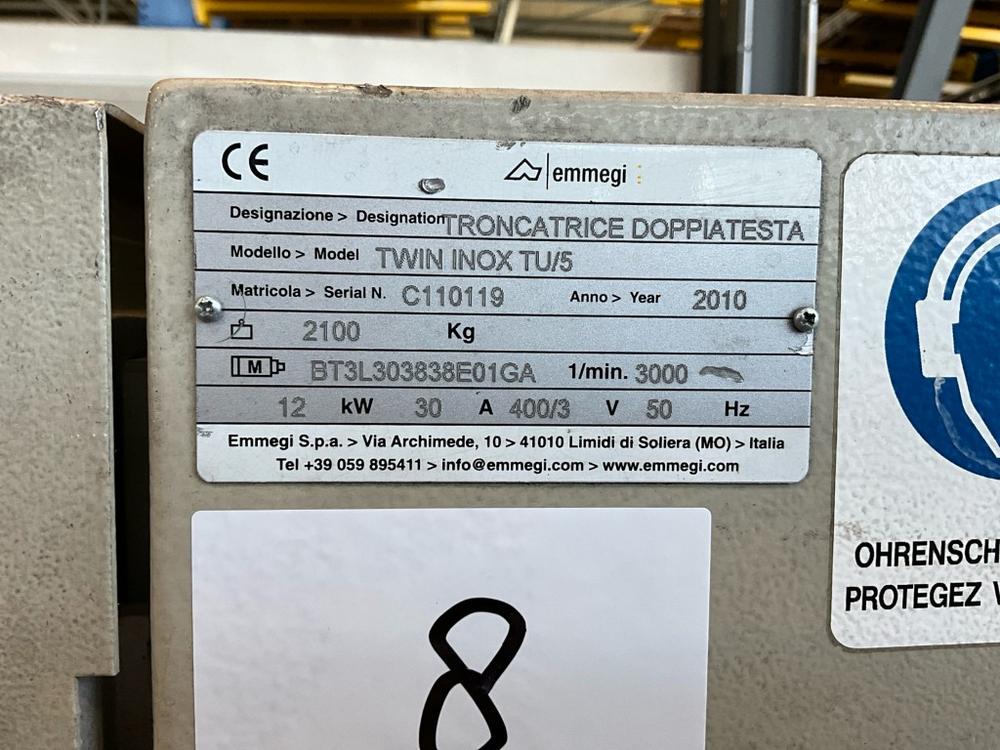 CE emmegi
Designazione > Designation TRONCATRICE DOPPIATESTA
Modello > Model TWIN INOX TU/5
Matricola > Serial N. C110119 Anno > Year 2010
2100 Kg
M BT3L303838E01GA 1/min. 3000
12 kW 30 A 400/3 V 50 Hz
Emmegi S.p.a. > Via Archimede, 10 > 41010 Limidi di Soliera (MO) > Italia
Tel +39 059 895411 > info@emmegi.com > www.emmegi.com
8
OHRENSCH
PROTEGEZ V